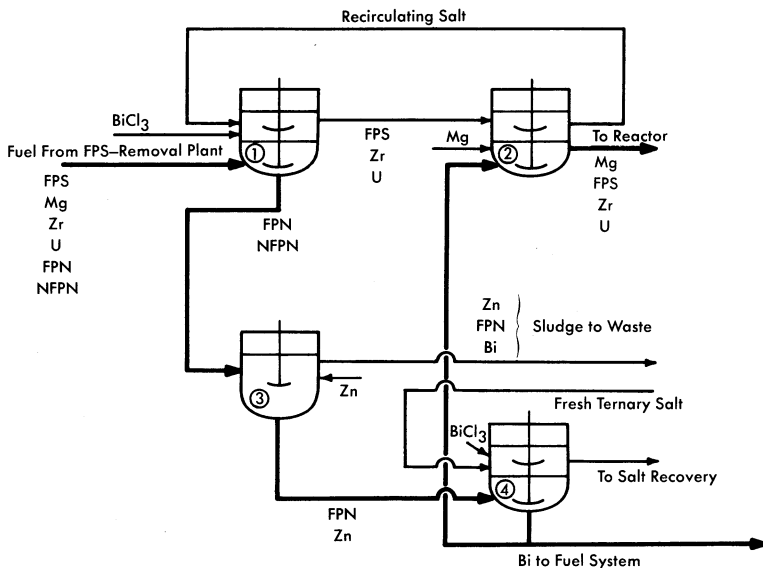 Recirculating Salt
BiCl3
Fuel From FPS–Removal Plant
FPS
Mg
Zr
U
FPN
NFPN
1
FPS
Zr
U
Mg
2
To Reactor
Mg
FPS
Zr
U
FPN
NFPN
Zn
FPN
Bi
Sludge to Waste
3
Zn
Fresh Ternary Salt
BiCl3
4
To Salt Recovery
FPN
Zn
Bi to Fuel System